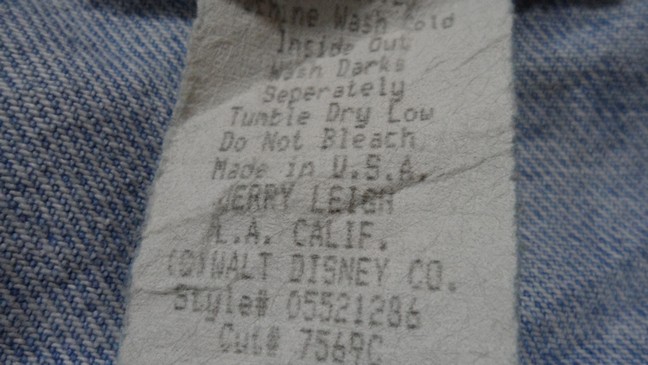 Machine Wash Cold
Inside Out
Wash Darks
Seperately
Tumble Dry Low
Do Not Bleach
Made in U.S.A.
JERRY LEIGH
L.A. CALIF.
(C)WALT DISNEY CO.
Style# 05521286
Cut# 7569C